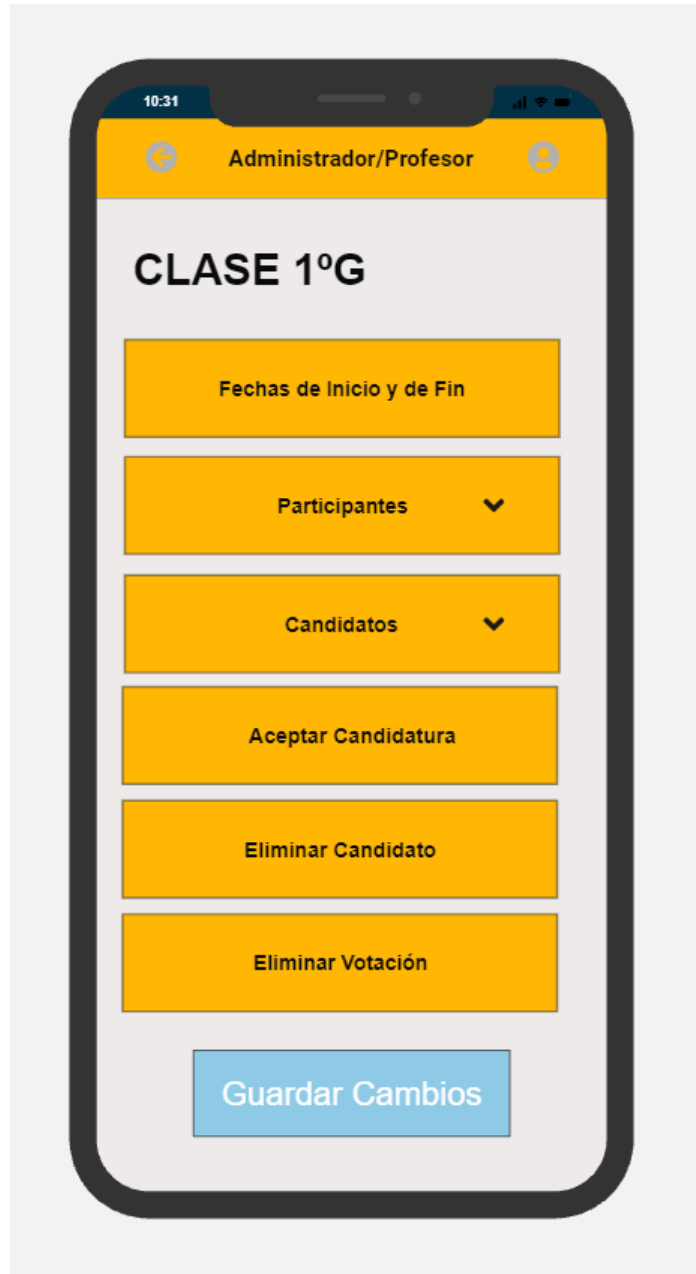 10:31
Administrador/Profesor
CLASE 1ºG
Fechas de Inicio y de Fin
Participantes
Candidatos
Aceptar Candidatura
Eliminar Candidato
Eliminar Votación
Guardar Cambios